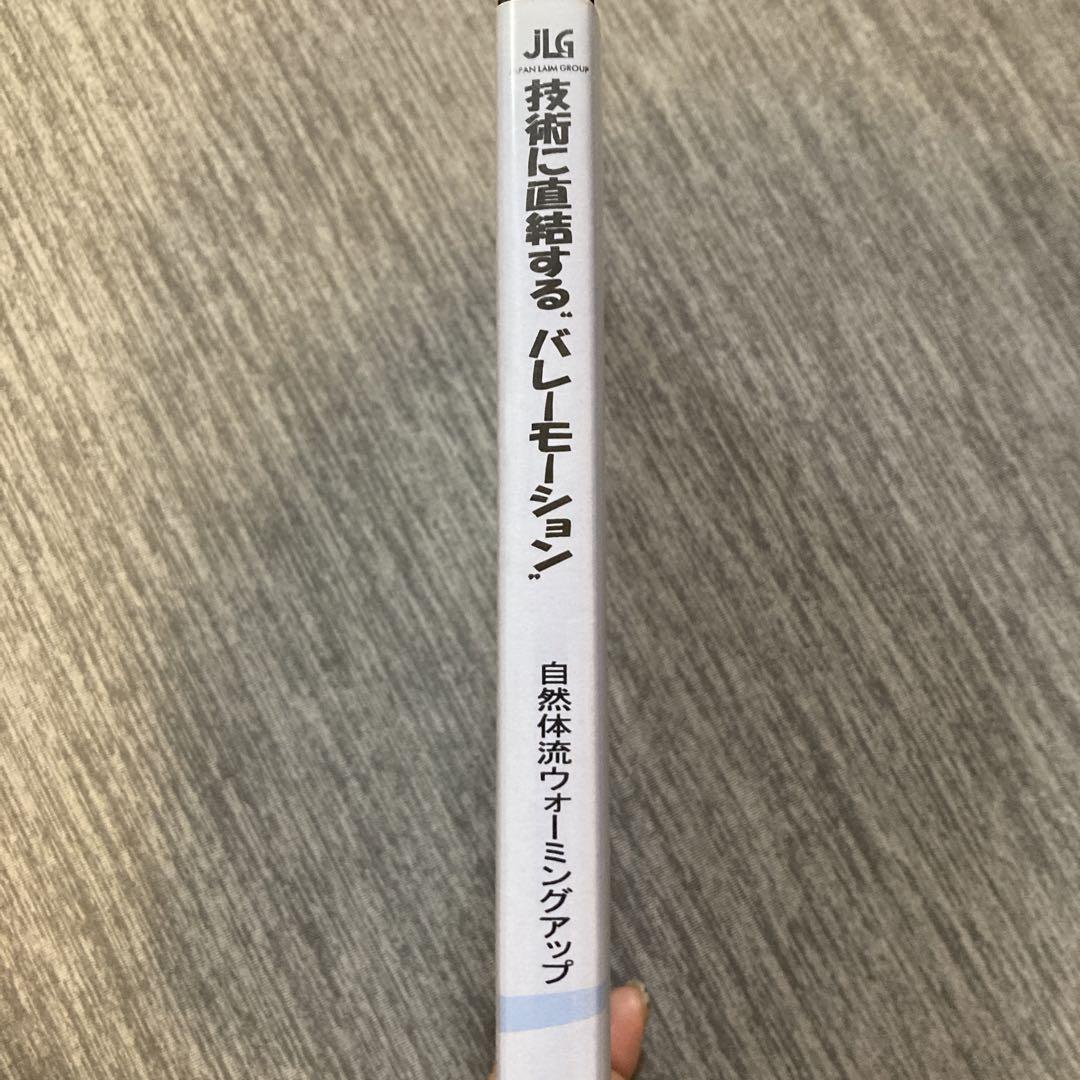 JLG
JAPAN LAIM GROUP
技術に直結する“バレーモーション”
自然体流ウォーミングアップ